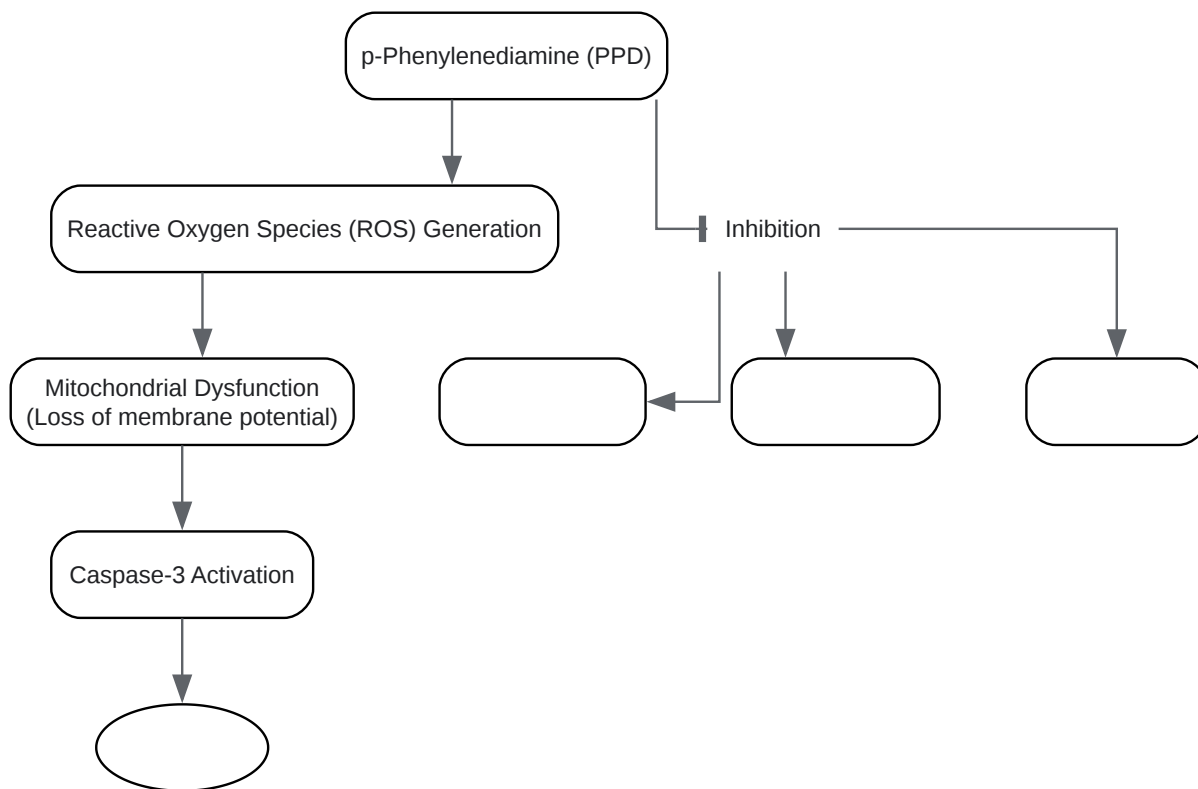 p-Phenylenediamine (PPD)
Reactive Oxygen Species (ROS) Generation
Inhibition
Mitochondrial Dysfunction
(Loss of membrane potential)
Caspase-3 Activation